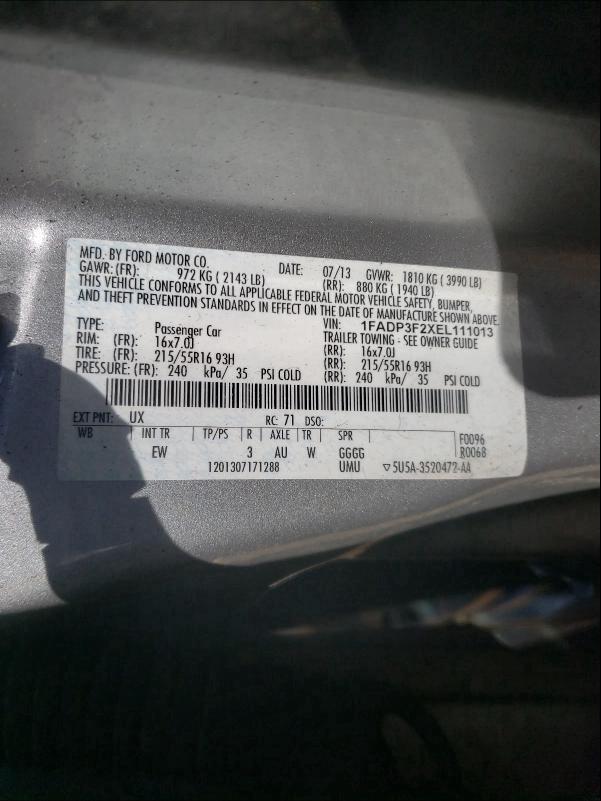 MFD. BY FORD MOTOR CO.
DATE: 07/13 GVWR: 1810 KG ( 3990 LB)
GAWR: (FR): 972 KG ( 2143 LB) (RR): 880 KG ( 1940 LB)
THIS VEHICLE CONFORMS TO ALL APPLICABLE FEDERAL MOTOR VEHICLE SAFETY, BUMPER,
AND THEFT PREVENTION STANDARDS IN EFFECT ON THE DATE OF MANUFACTURE SHOWN ABOVE.
VIN: 1FADP3F2XEL111013
TYPE: Passenger Car TRAILER TOWING - SEE OWNER GUIDE
RIM: (FR): 16x7.0J (RR): 16x7.0J
TIRE: (FR): 215/55R16 93H (RR): 215/55R16 93H
PRESSURE: (FR): 240 kPa/ 35 PSI COLD (RR): 240 kPa/ 35 PSI COLD
EXT PNT: UX RC: 71 DSO: F0096
WB INT TR TP/PS R AXLE TR SPR R0068
EW 3 AU W GGGG
1201307171288 UMU ▽5U5A-3520472-AA